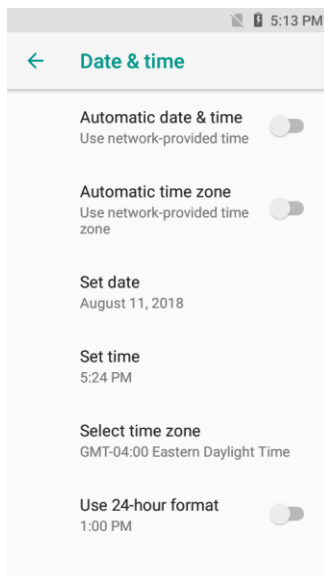 5:13 PM
Date & time
Automatic date & time
Use network-provided time
Automatic time zone
Use network-provided time
zone
Set date
August 11, 2018
Set time
5:24 PM
Select time zone
GMT-04:00 Eastern Daylight Time
Use 24-hour format
1:00 PM